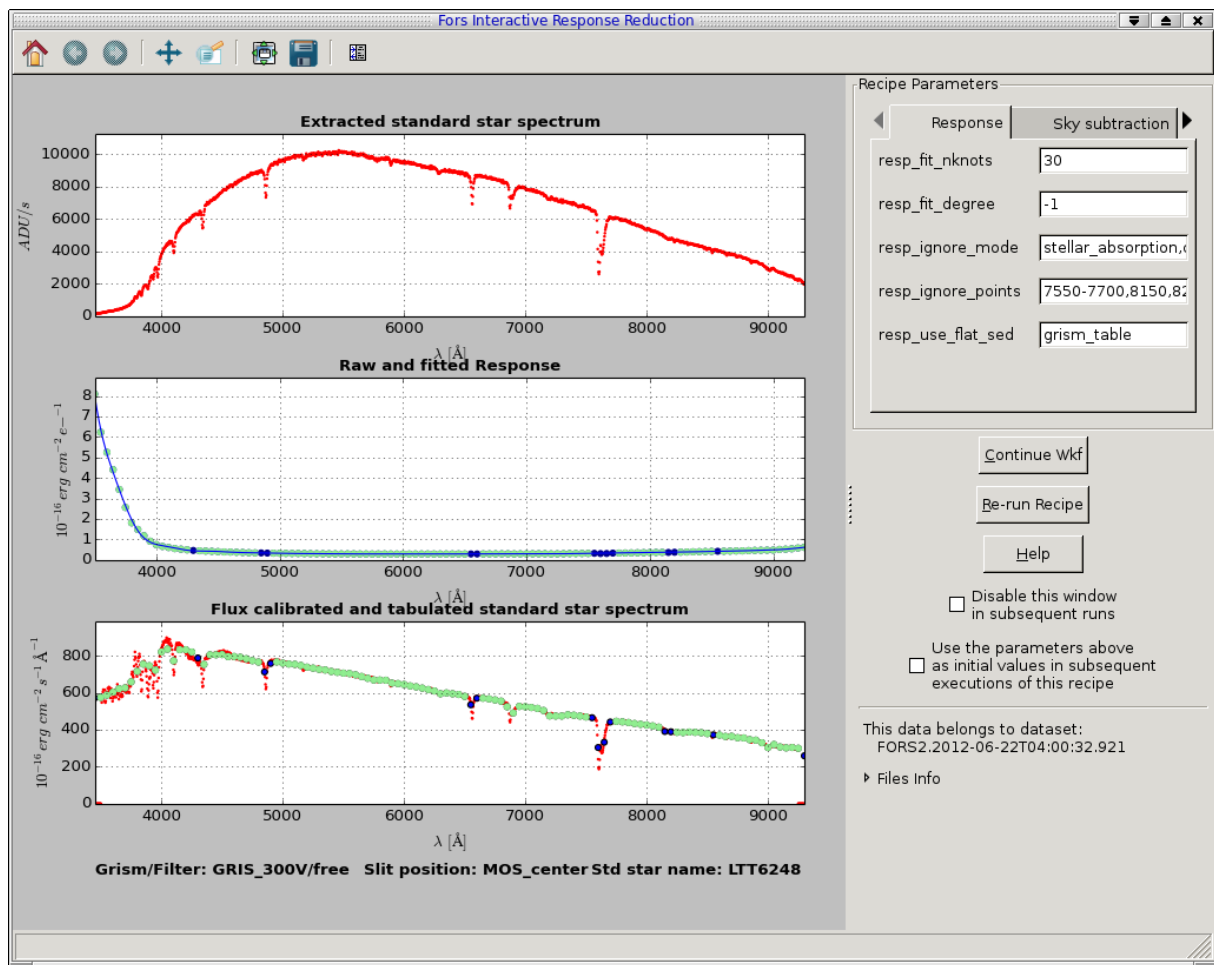 Fors Interactive Response Reduction
Extracted standard star spectrum
10000
8000
6000
4000
2000
0
ADU/s
4000 5000 6000 7000 8000 9000
λ [Å]
Raw and fitted Response
8
7
6
5
4
3
2
1
0
10⁻¹⁶ erg cm⁻² e−⁻¹
4000 5000 6000 7000 8000 9000
λ [Å]
Flux calibrated and tabulated standard star spectrum
800
600
400
200
0
10⁻¹⁶ erg cm⁻² s⁻¹ Å⁻¹
4000 5000 6000 7000 8000 9000
λ [Å]
Grism/Filter: GRIS_300V/free Slit position: MOS_center Std star name: LTT6248
Recipe Parameters
Response Sky subtraction
resp_fit_nknots 30
resp_fit_degree -1
resp_ignore_mode stellar_absorption,
resp_ignore_points 7550-7700,8150,82
resp_use_flat_sed grism_table
Continue Wkf
Re-run Recipe
Help
Disable this window
in subsequent runs
Use the parameters above
as initial values in subsequent
executions of this recipe
This data belongs to dataset:
FORS2.2012-06-22T04:00:32.921
Files Info